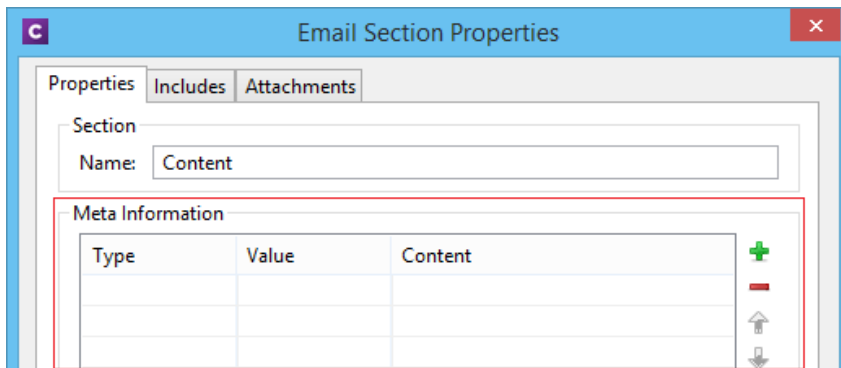 C Email Section Properties
Properties Includes Attachments
Section
Name: Content
Meta Information
Type Value Content